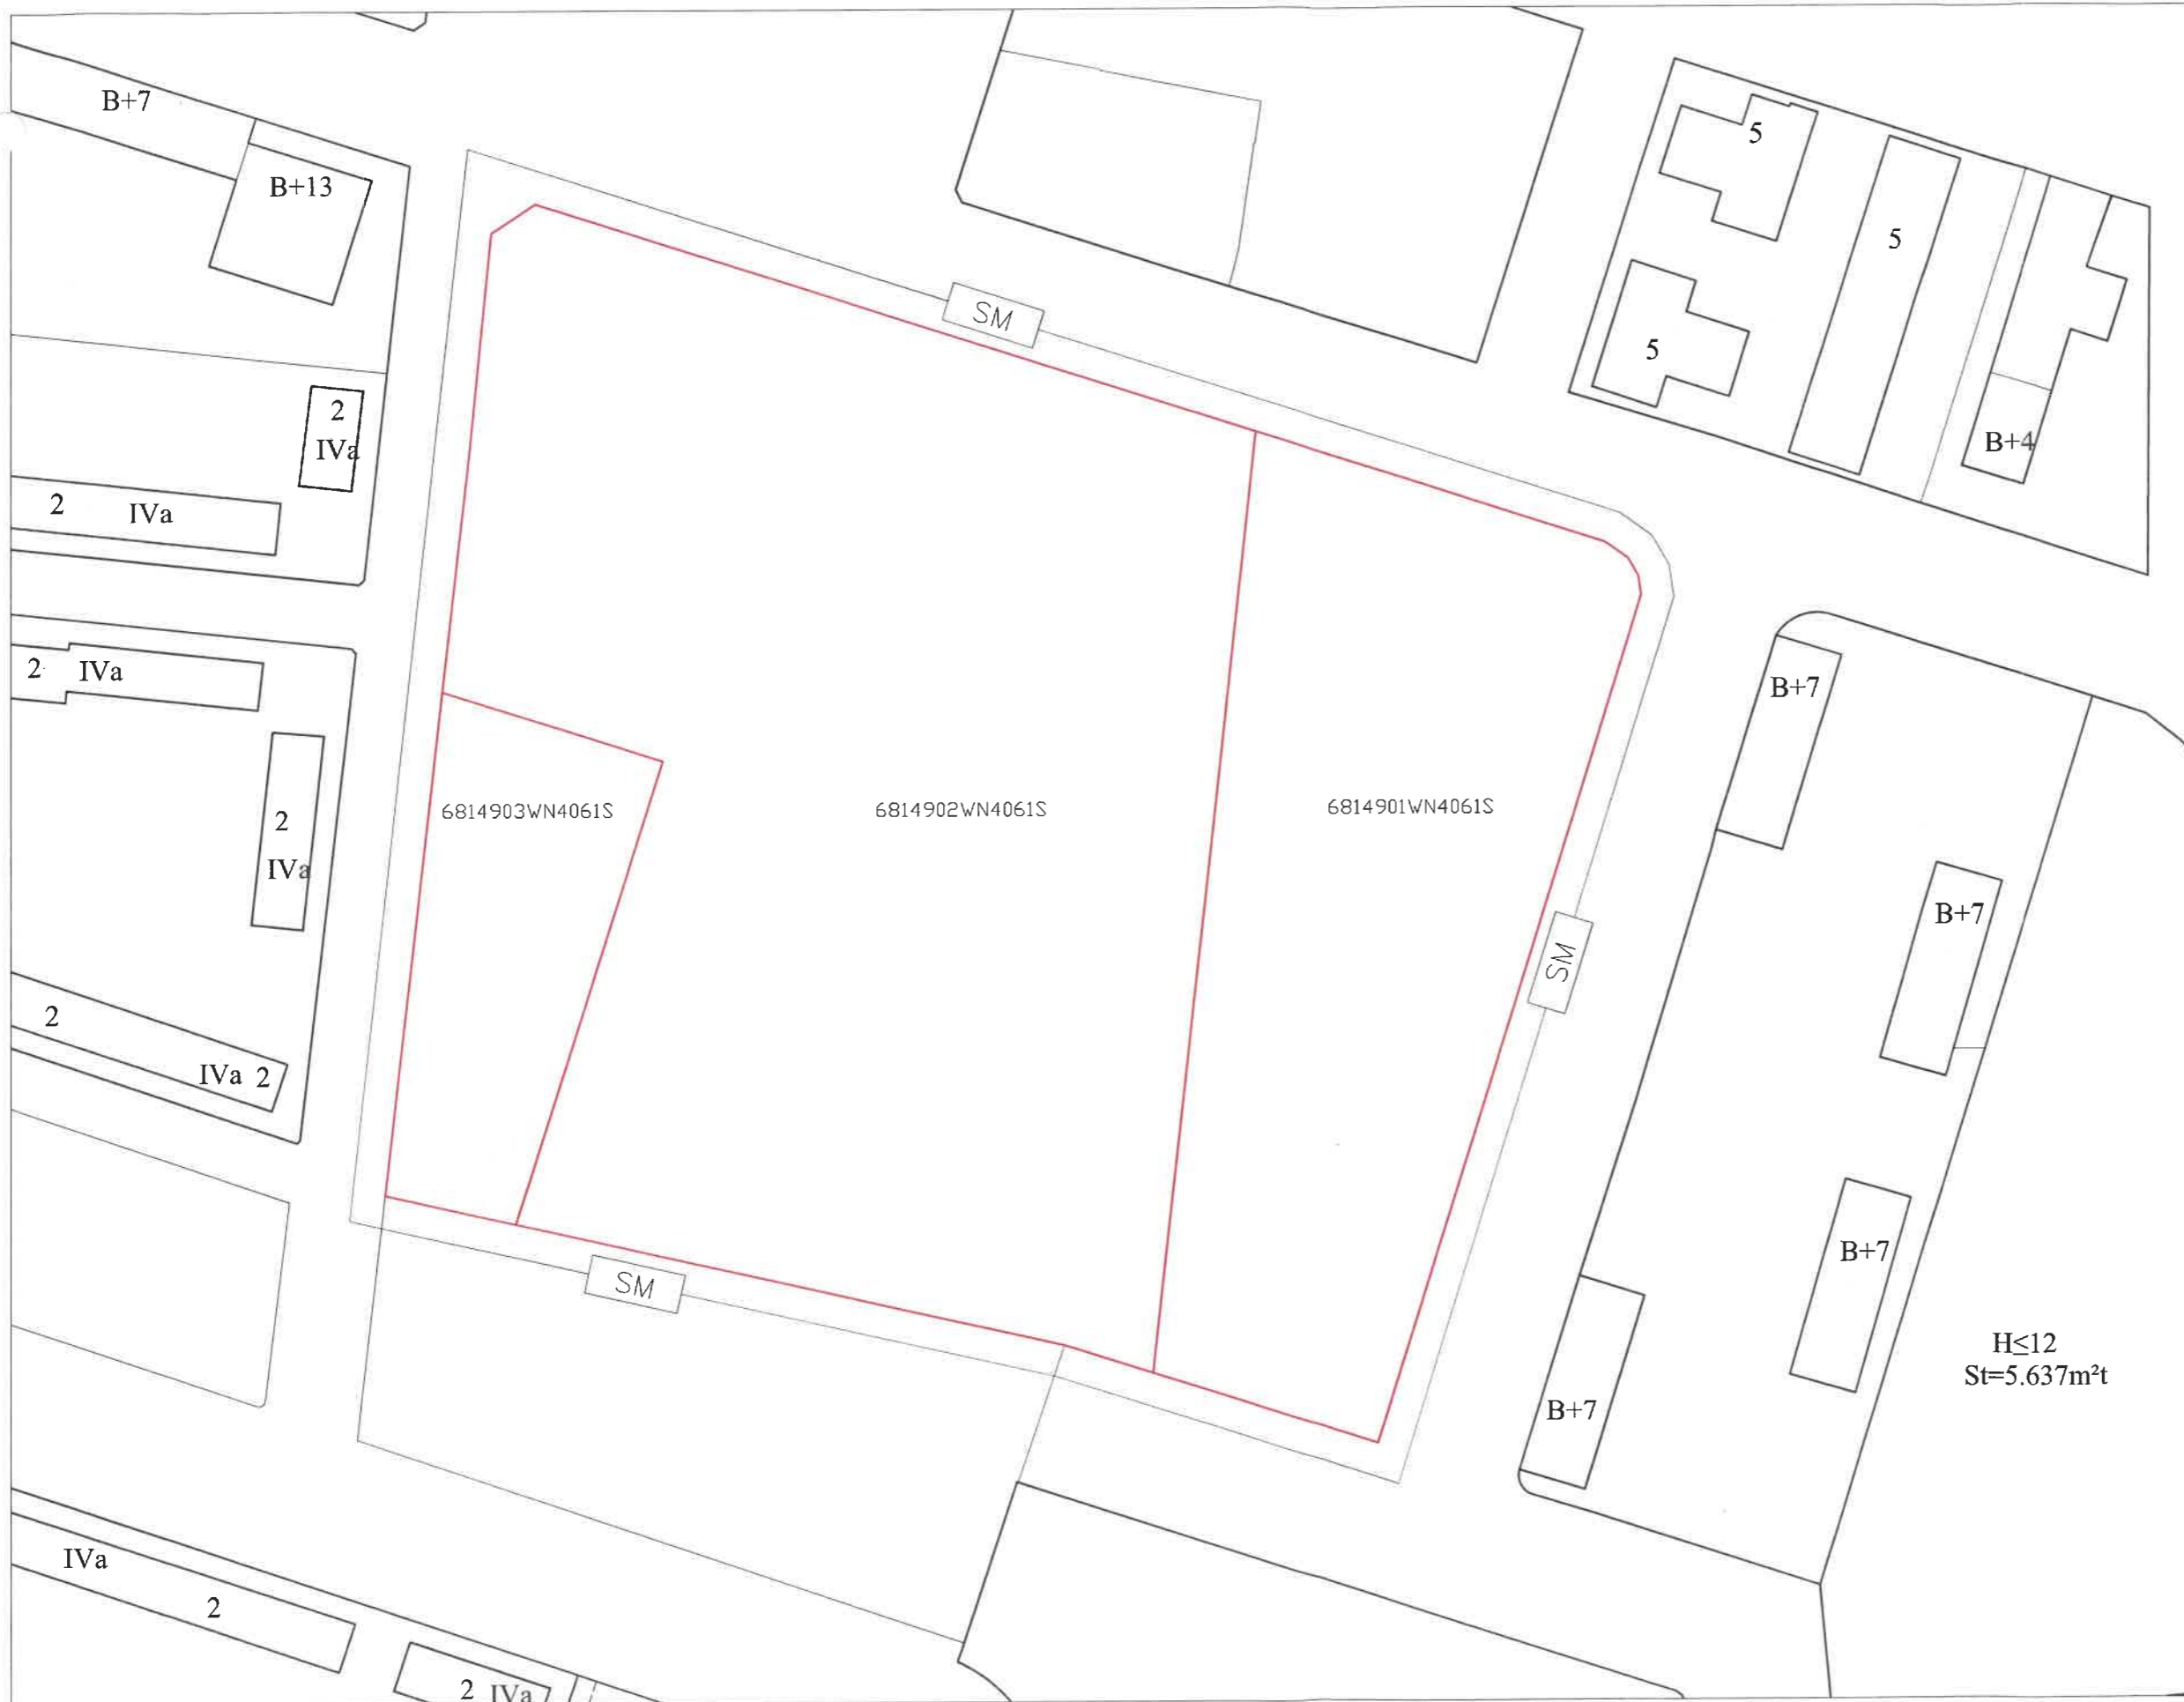 B+7
B+13
5
5
5
B+4
SM
2
IVa
2 IVa
2 IVa
B+7
6814903WN4061S
6814902WN4061S
6814901WN4061S
2
IVa
B+7
SM
2
IVa 2
B+7
SM
H≤12
St=5.637m²t
B+7
IVa
2
2 IVa